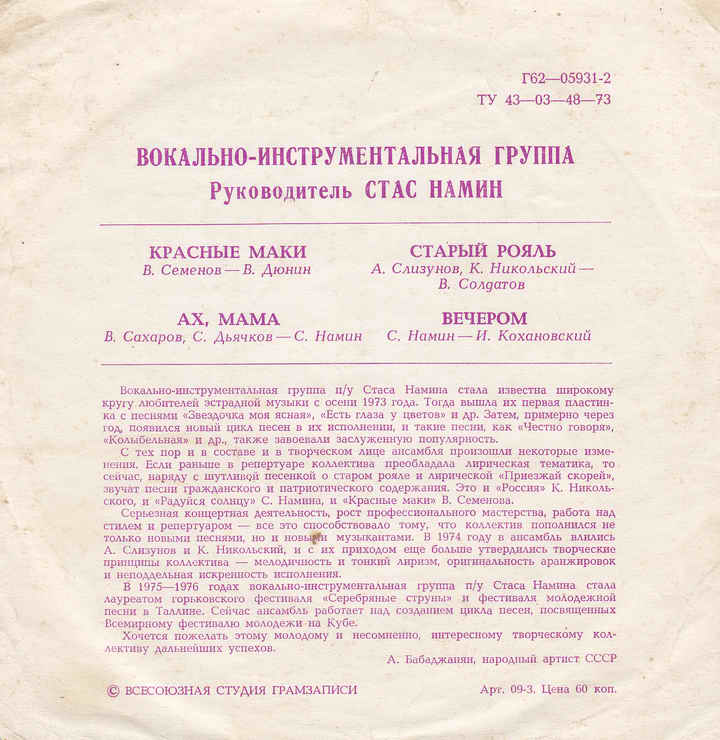 Г62—05931-2
ТУ 43—03—48—73
ВОКАЛЬНО-ИНСТРУМЕНТАЛЬНАЯ ГРУППА
Руководитель СТАС НАМИН
КРАСНЫЕ МАКИ
В. Семенов — В. Дюнин
СТАРЫЙ РОЯЛЬ
А. Слизунов, К. Никольский —
В. Солдатов
АХ, МАМА
В. Сахаров, С. Дьячков — С. Намин
ВЕЧЕРОМ
С. Намин — И. Кохановский
Вокально-инструментальная группа п/у Стаса Намина стала известна широкому
кругу любителей эстрадной музыки с осени 1973 года. Тогда вышла их первая пластин-
ка с песнями «Звездочка моя ясная», «Есть глаза у цветов» и др. Затем, примерно через
год, появился новый цикл песен в их исполнении, и такие песни, как «Честно говоря»,
«Колыбельная» и др., также завоевали заслуженную популярность.
С тех пор и в составе и в творческом лице ансамбля произошли некоторые изме-
нения. Если раньше в репертуаре коллектива преобладала лирическая тематика, то
сейчас, наряду с шутливой песенкой о старом рояле и лирической «Приезжай скорей»,
звучат песни гражданского и патриотического содержания. Это и «Россия» К. Николь-
ского, и «Радуйся солнцу» С. Намина, и «Красные маки» В. Семенова.
Серьезная концертная деятельность, рост профессионального мастерства, работа над
стилем и репертуаром — все это способствовало тому, что коллектив пополнился не
только новыми песнями, но и новыми музыкантами. В 1974 году в ансамбль влились
А. Слизунов и К. Никольский, и с их приходом еще больше утвердились творческие
принципы коллектива — мелодичность и тонкий лиризм, оригинальность аранжировок
и неподдельная искренность исполнения.
В 1975—1976 годах вокально-инструментальная группа п/у Стаса Намина стала
лауреатом горьковского фестиваля «Серебряные струны» и фестиваля молодежной
песни в Таллине. Сейчас ансамбль работает над созданием цикла песен, посвященных
Всемирному фестивалю молодежи на Кубе.
Хочется пожелать этому молодому и несомненно, интересному творческому кол-
лективу дальнейших успехов.
А. Бабаджанян, народный артист СССР
© ВСЕСОЮЗНАЯ СТУДИЯ ГРАМЗАПИСИ
Арт. 09-3. Цена 60 коп.